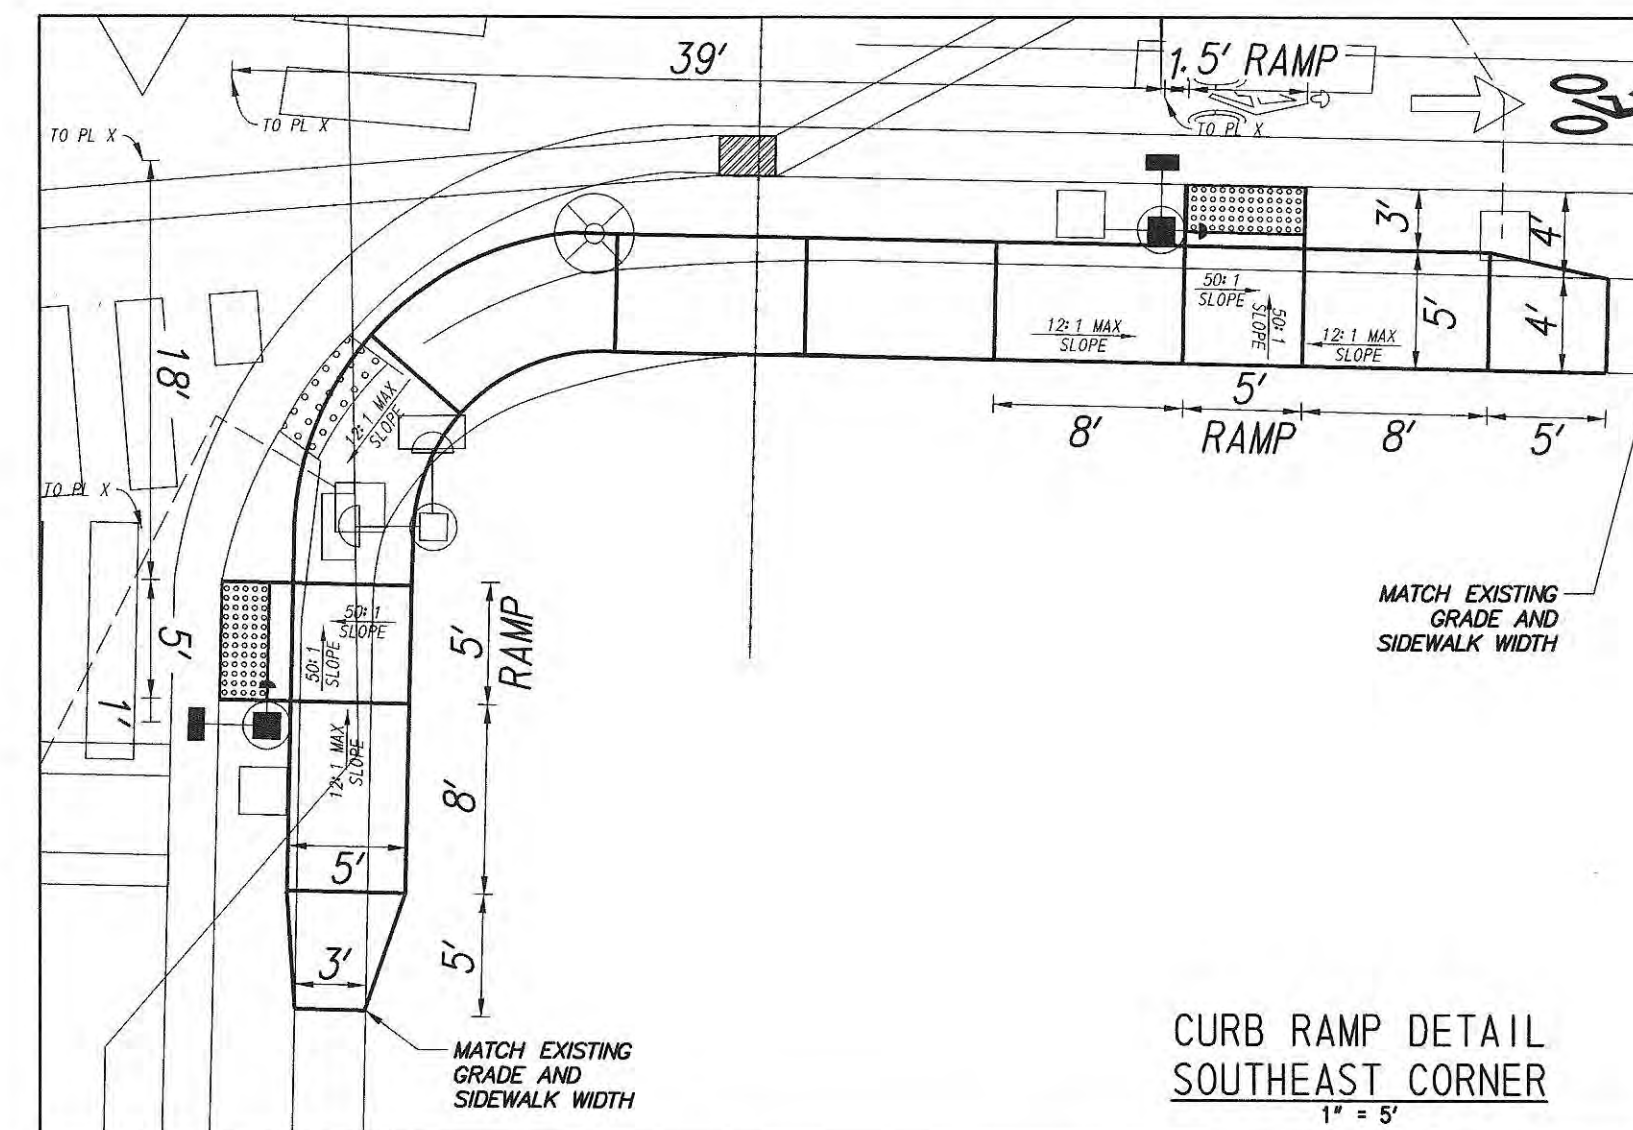 39'
1.5' RAMP
TO PL X
TO PL X
TO PL X
3'
4'
50:1
SLOPE
50:1
SLOPE
12:1 MAX
SLOPE
12:1 MAX
SLOPE
5'
4'
18'
12:1 MAX
SLOPE
5'
8'
RAMP
8'
5'
TO PL X
MATCH EXISTING
GRADE AND
SIDEWALK WIDTH
5'
50:1
SLOPE
50:1
SLOPE
5'
RAMP
1'
12:1 MAX
SLOPE
8'
5'
3'
5'
MATCH EXISTING
GRADE AND
SIDEWALK WIDTH
CURB RAMP DETAIL
SOUTHEAST CORNER
1" = 5'